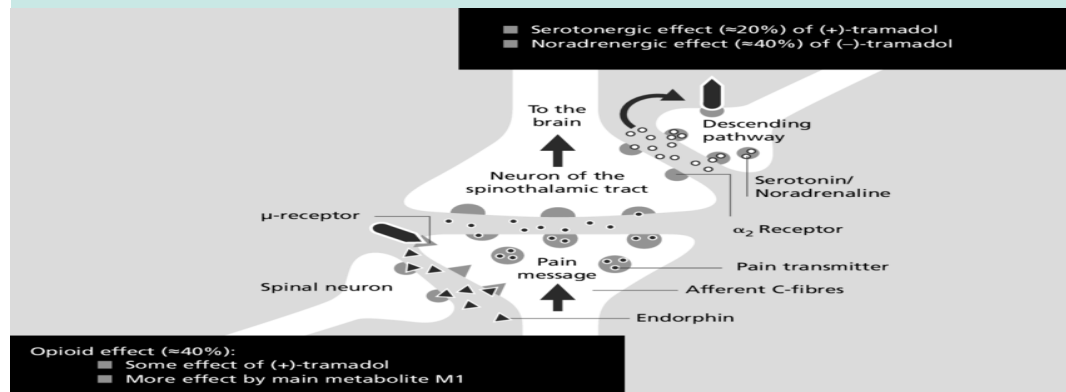 Serotonergic effect (≈20%) of (+)-tramadol
Noradrenergic effect (≈40%) of (−)-tramadol
To the
brain
Descending
pathway
Neuron of the
spinothalamic tract
Serotonin/
Noradrenaline
μ-receptor
α₂ Receptor
Pain
message
Pain transmitter
Spinal neuron
Afferent C-fibres
Endorphin
Opioid effect (≈40%):
Some effect of (+)-tramadol
More effect by main metabolite M1